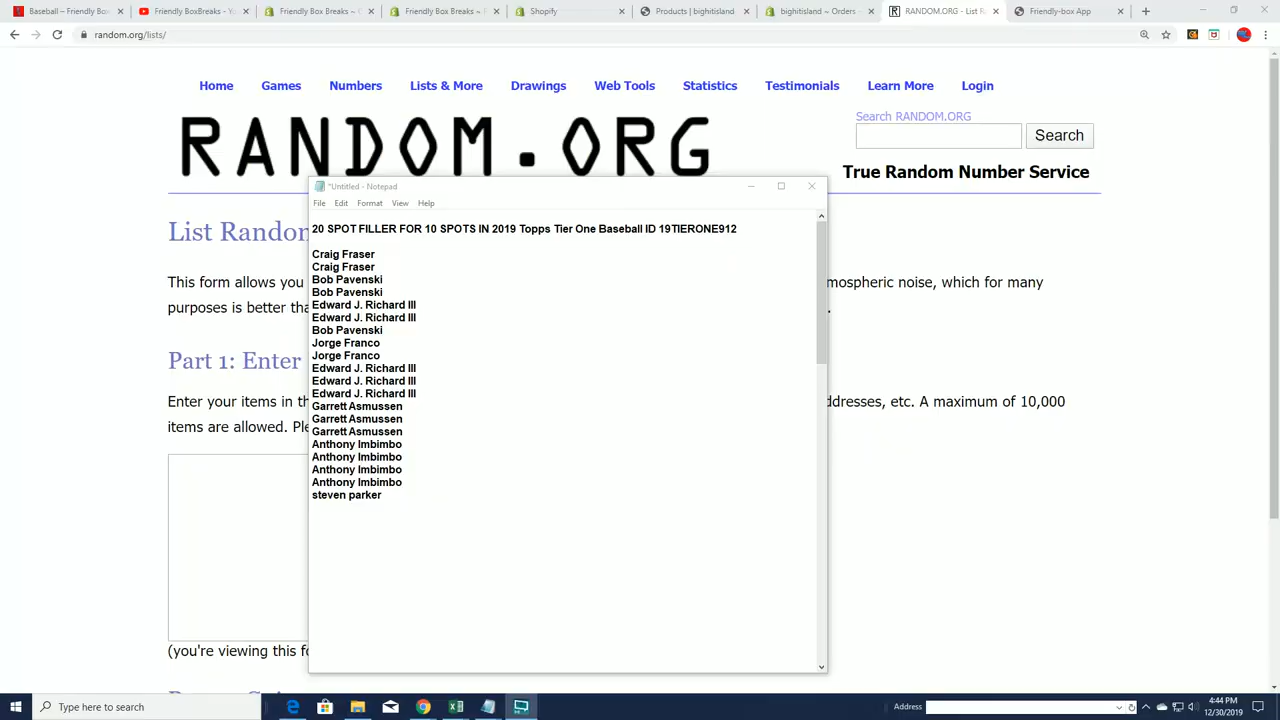 Baseball – Friendly Box Breaks
Friendly BoxBreaks - Yo
Friendly Box Breaks ~ C
Friendly Box Breaks ~ 
Shopify
Products | bighitisland
bighitisland ~ Orders
RANDOM.ORG - List R
Friendly-box App
random.org/lists/
Home Games Numbers Lists & More Drawings Web Tools Statistics Testimonials Learn More Login
Search RANDOM.ORG
RANDOM.ORG
Search
True Random Number Service
*Untitled - Notepad
File Edit Format View Help
List Random
20 SPOT FILLER FOR 10 SPOTS IN 2019 Topps Tier One Baseball ID 19TIERONE912
Craig Fraser
Craig Fraser
Bob Pavenski
Bob Pavenski
Edward J. Richard III
Edward J. Richard III
Bob Pavenski
Jorge Franco
Jorge Franco
Edward J. Richard III
Edward J. Richard III
Edward J. Richard III
Garrett Asmussen
Garrett Asmussen
Garrett Asmussen
Anthony Imbimbo
Anthony Imbimbo
Anthony Imbimbo
Anthony Imbimbo
steven parker
This form allows you mospheric noise, which for many
purposes is better tha
Part 1: Enter
Enter your items in th ddresses, etc. A maximum of 10,000
items are allowed. Ple
(you're viewing this fo
Type here to search
Address
4:44 PM
12/30/2019